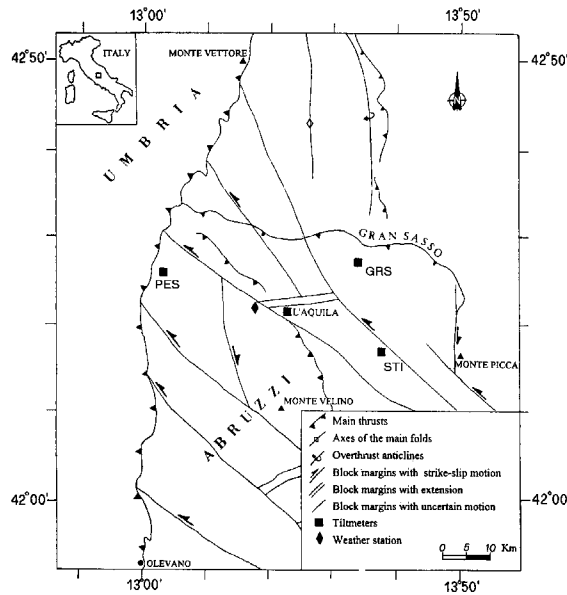 13°00'
13°50'
42°50'
42°50'
ITALY
MONTE VETTORE
UMBRIA
GRAN SASSO
PES
GRS
L'AQUILA
STI
MONTE PICCA
MONTE VELINO
ABRUZZI
Main thrusts
Axes of the main folds
Overthrust anticlines
Block margins with strike-slip motion
Block margins with extension
Block margins with uncertain motion
Tiltmeters
Weather station
0 5 10 Km
42°00'
42°00'
OLEVANO
13°00'
13°50'